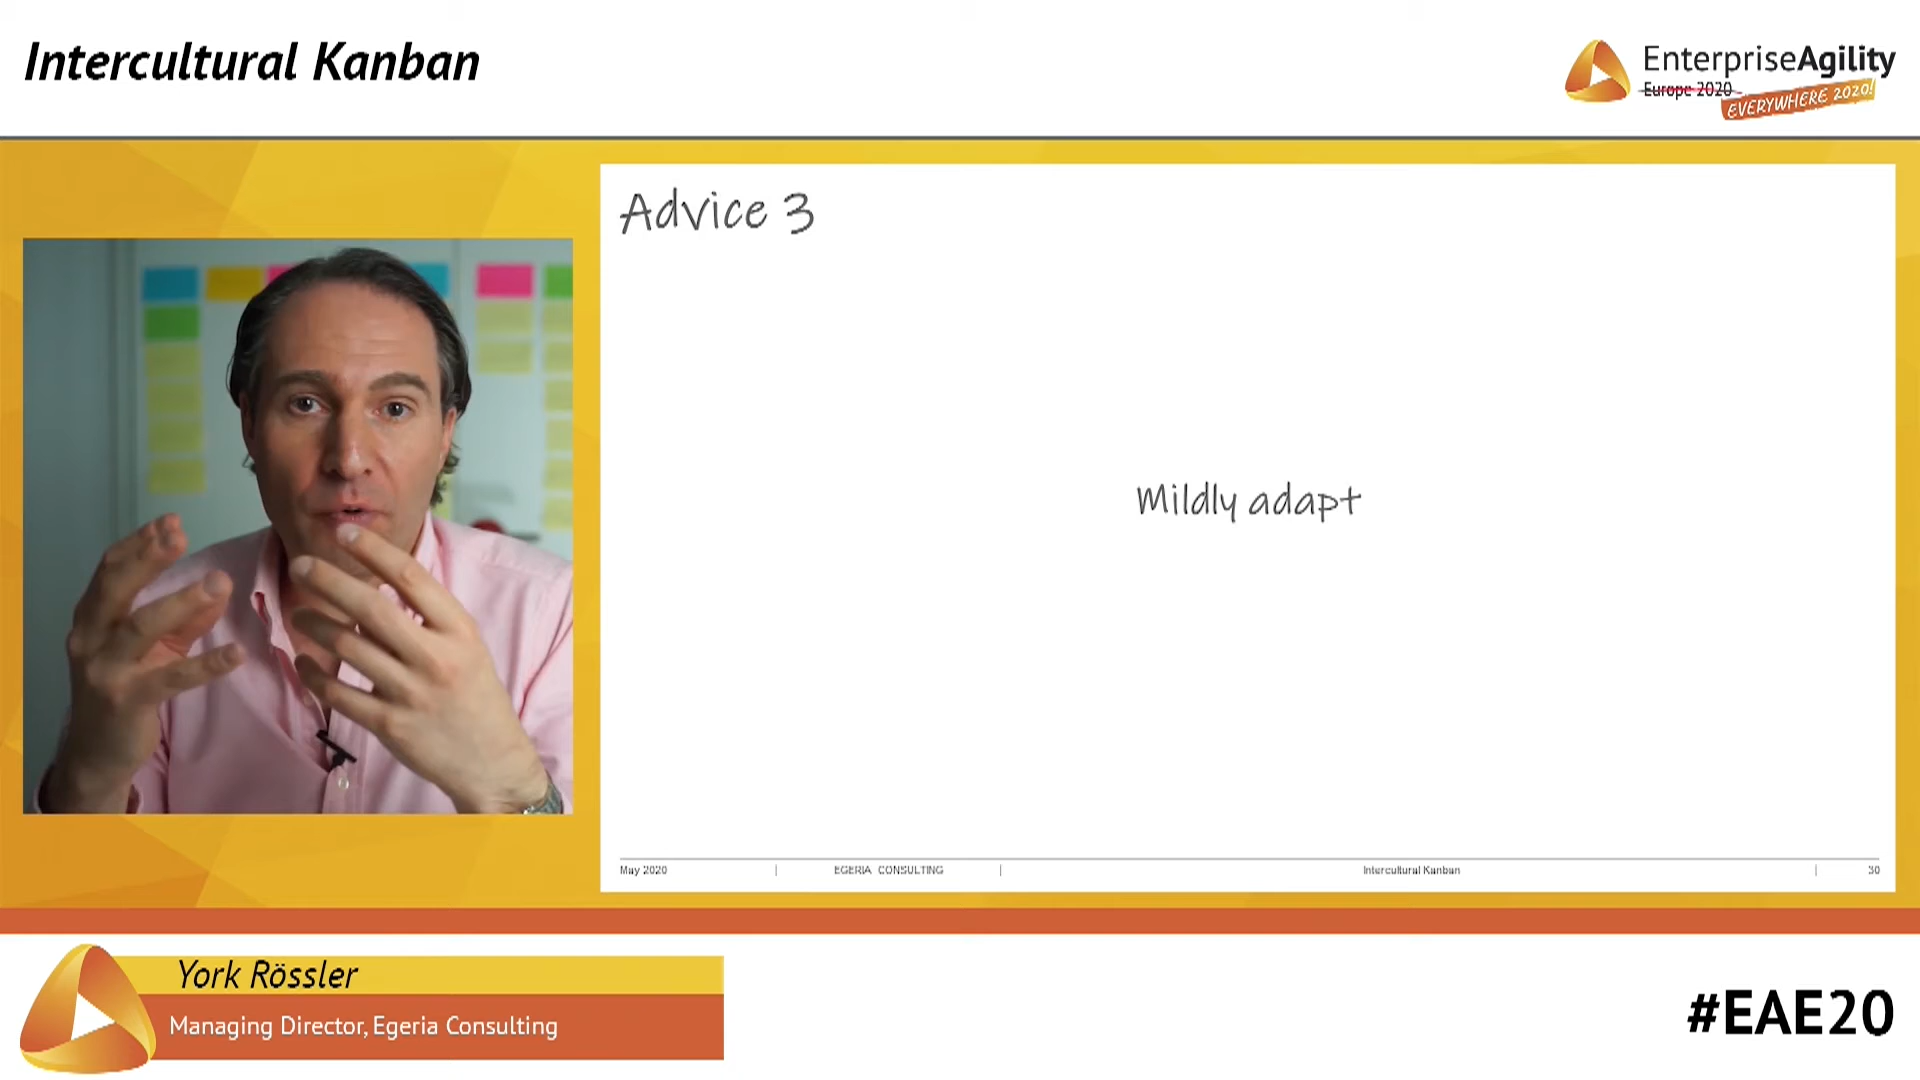 Intercultural Kanban
EnterpriseAgility
Europe 2020
EVERYWHERE 2020!
Advice 3
Mildly adapt
May 2020 | EGERIA CONSULTING | Intercultural Kanban | 30
York Rössler
Managing Director, Egeria Consulting
#EAE20